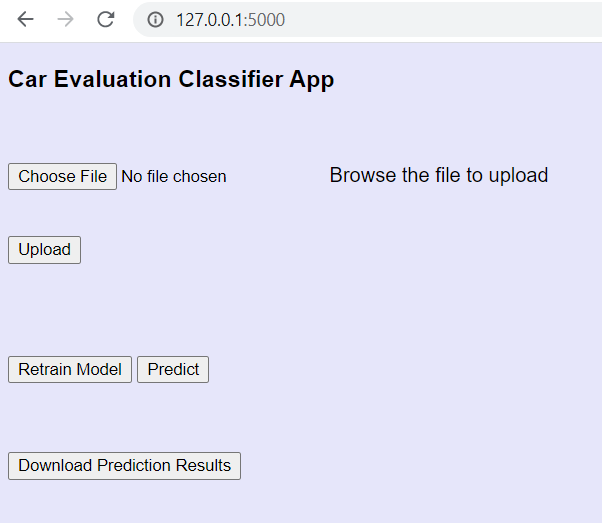 127.0.0.1:5000
Car Evaluation Classifier App
Choose File No file chosen Browse the file to upload
Upload
Retrain Model Predict
Download Prediction Results